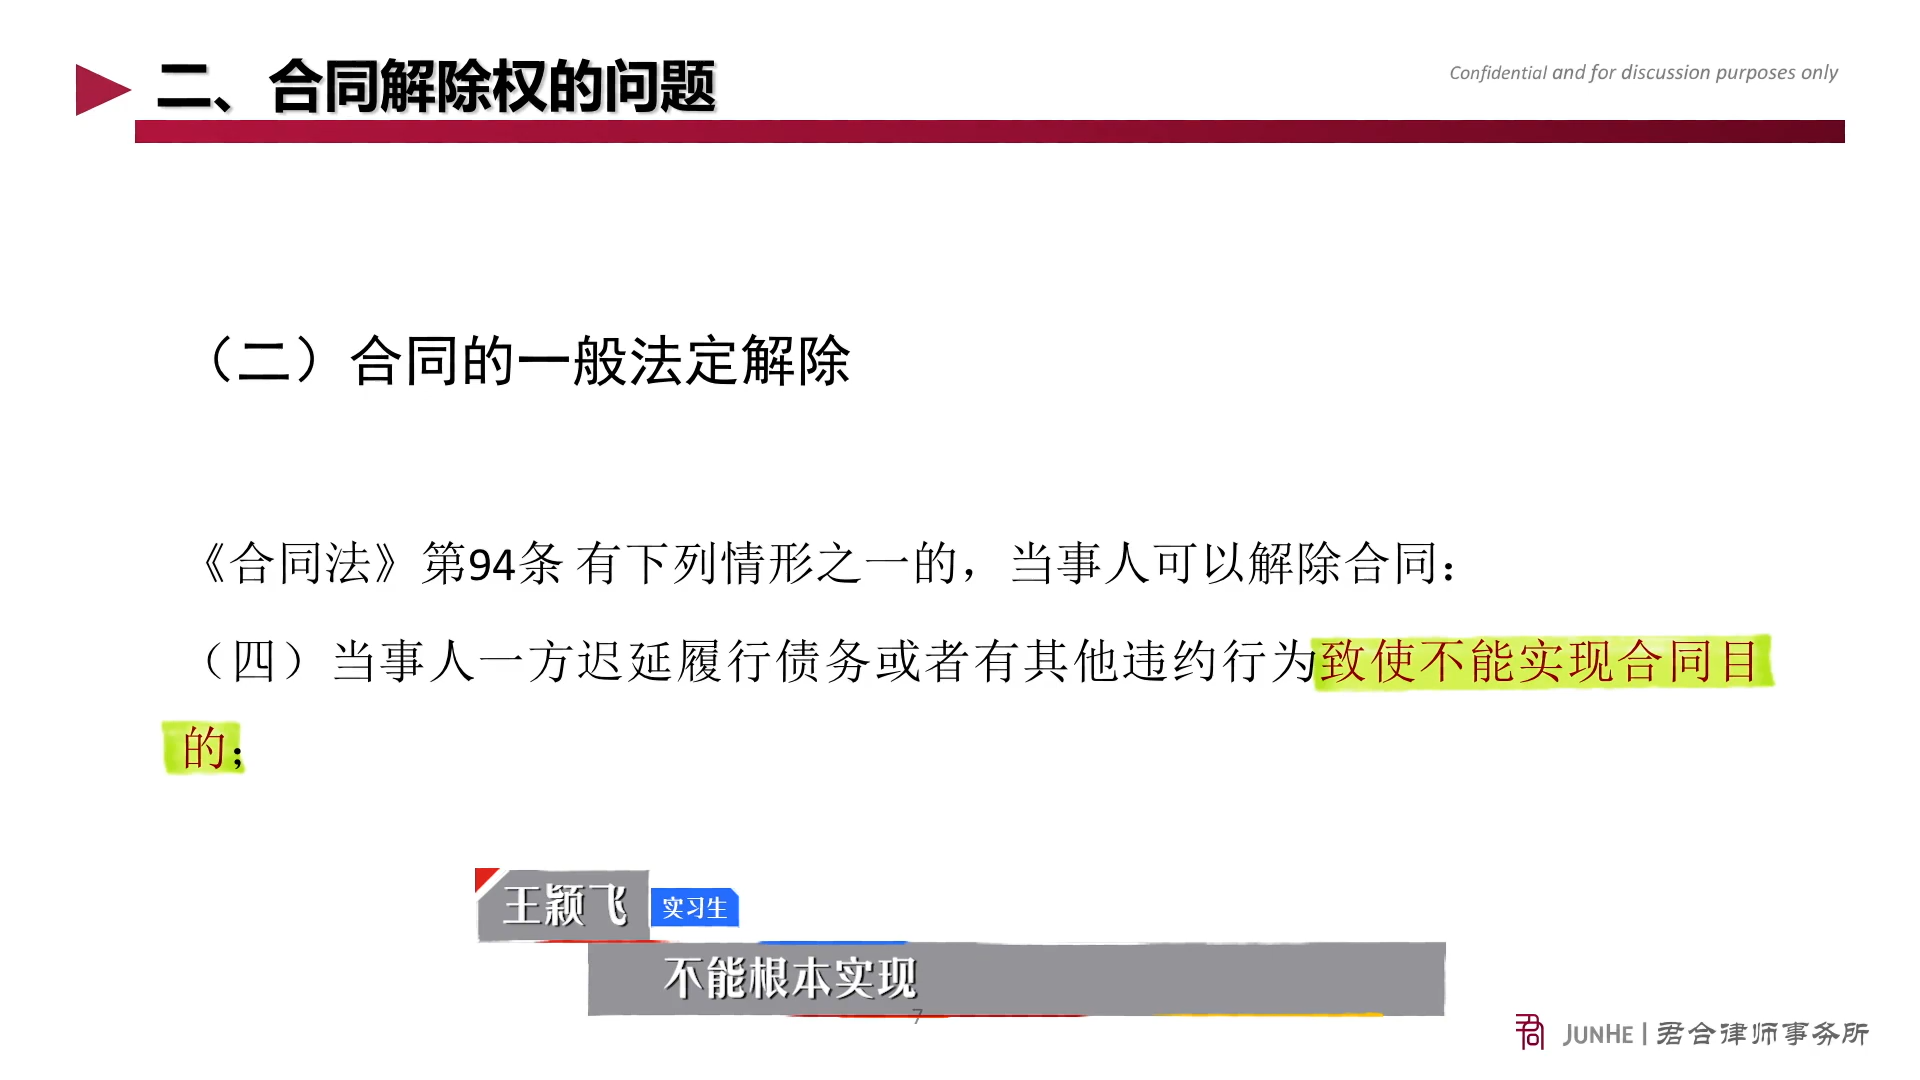 二、合同解除权的问题
Confidential and for discussion purposes only
（二）合同的一般法定解除
《合同法》第94条 有下列情形之一的，当事人可以解除合同：
（四）当事人一方迟延履行债务或者有其他违约行为致使不能实现合同目
的；
王颖飞 实习生
不能根本实现
7
君合 JUNHE | 君合律师事务所